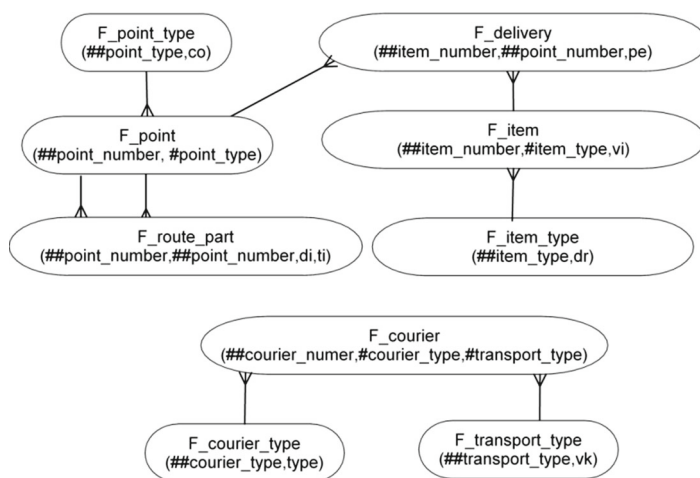 F_point_type
(##point_type,co)
F_delivery
(##item_number,##point_number,pe)
F_point
(##point_number, #point_type)
F_item
(##item_number,#item_type,vi)
F_route_part
(##point_number,##point_number,di,ti)
F_item_type
(##item_type,dr)
F_courier
(##courier_numer,#courier_type,#transport_type)
F_courier_type
(##courier_type,type)
F_transport_type
(##transport_type,vk)